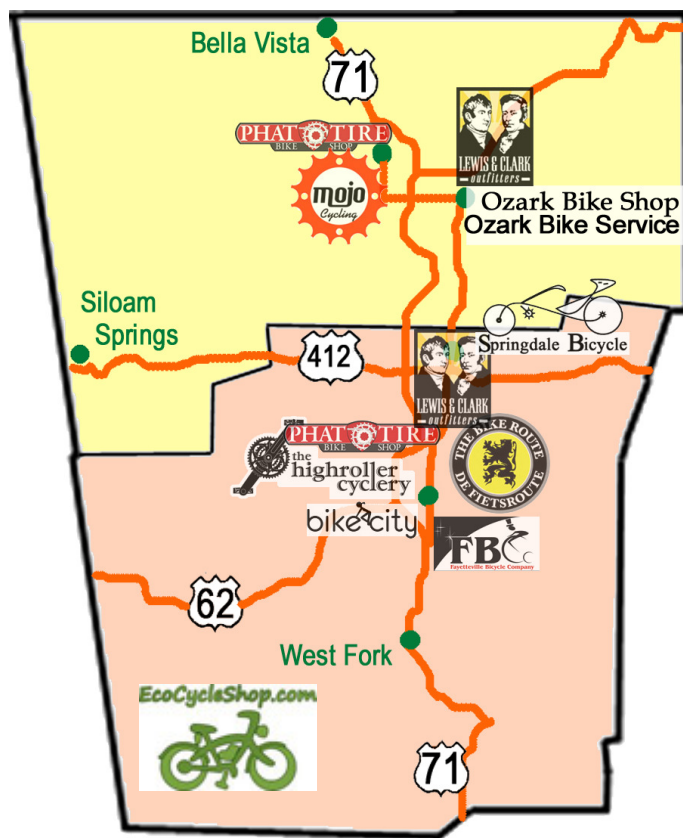 Bella Vista
71
PHAT TIRE
BIKE SHOP
LEWIS & CLARK
outfitters
mojo
Cycling
Ozark Bike Shop
Ozark Bike Service
Siloam
Springs
412
Springdale Bicycle
LEWIS & CLARK
outfitters
PHAT TIRE
BIKE SHOP
THE BIKE ROUTE
DE FIETSROUTE
the
highroller
cyclery
bike city
FBC
Fayetteville Bicycle Company
62
West Fork
EcoCycleShop.com
71